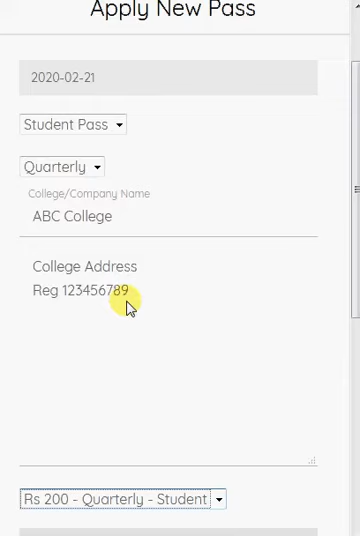 Apply New Pass
2020-02-21
Student Pass
Quarterly
College/Company Name
ABC College
College Address
Reg 123456789
Rs 200 - Quarterly - Student